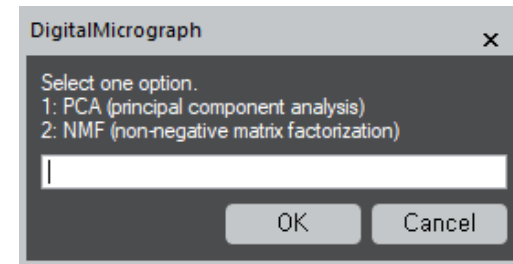 DigitalMicrograph
Select one option.
1: PCA (principal component analysis)
2: NMF (non-negative matrix factorization)
OK
Cancel